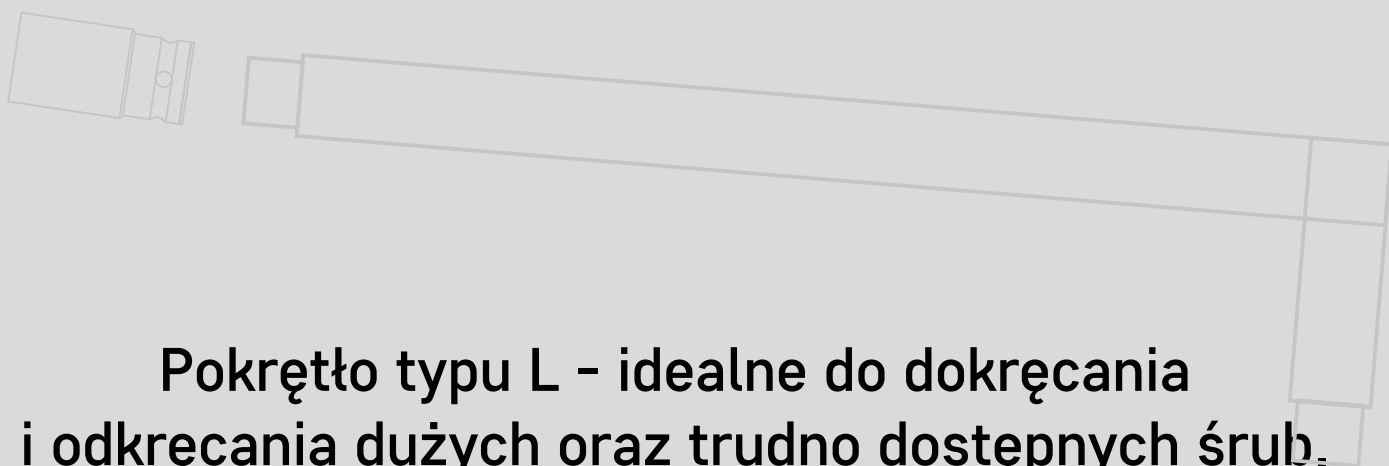 Pokrętło typu L - idealne do dokręcania
i odkręcania dużych oraz trudno dostępnych śrub.